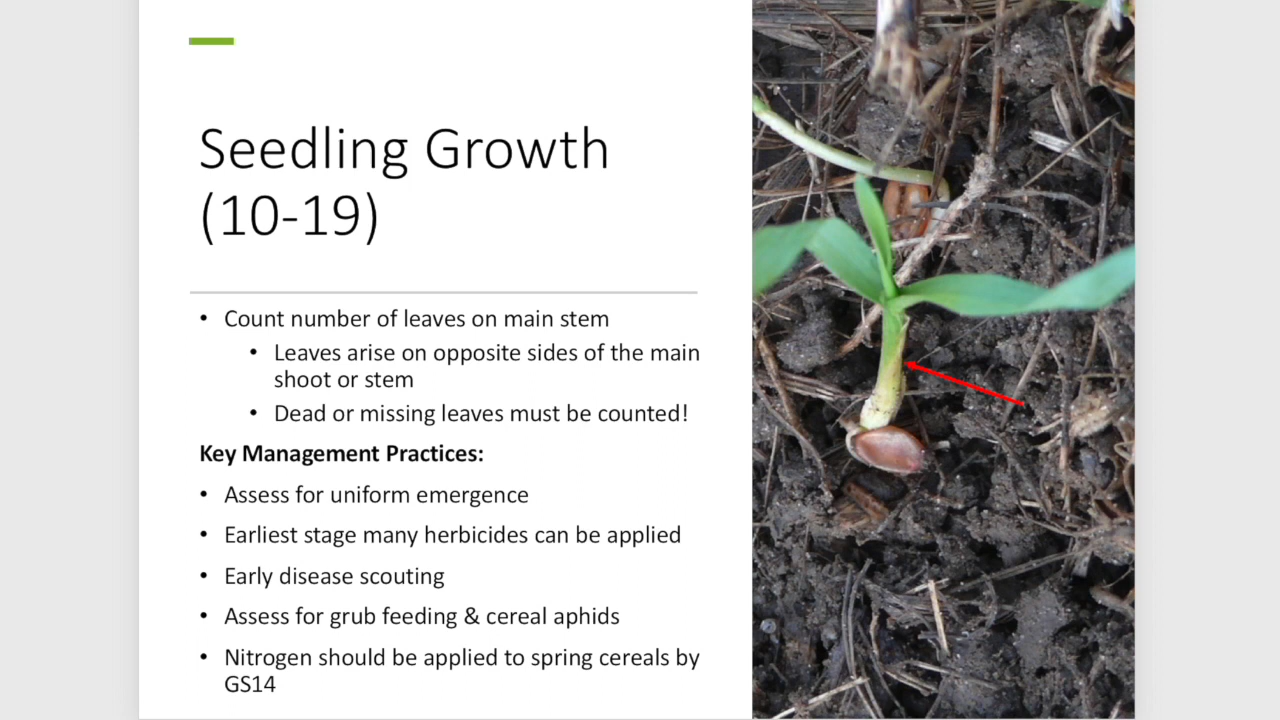 Seedling Growth
(10-19)
• Count number of leaves on main stem
• Leaves arise on opposite sides of the main
shoot or stem
• Dead or missing leaves must be counted!
Key Management Practices:
• Assess for uniform emergence
• Earliest stage many herbicides can be applied
• Early disease scouting
• Assess for grub feeding & cereal aphids
• Nitrogen should be applied to spring cereals by
GS14